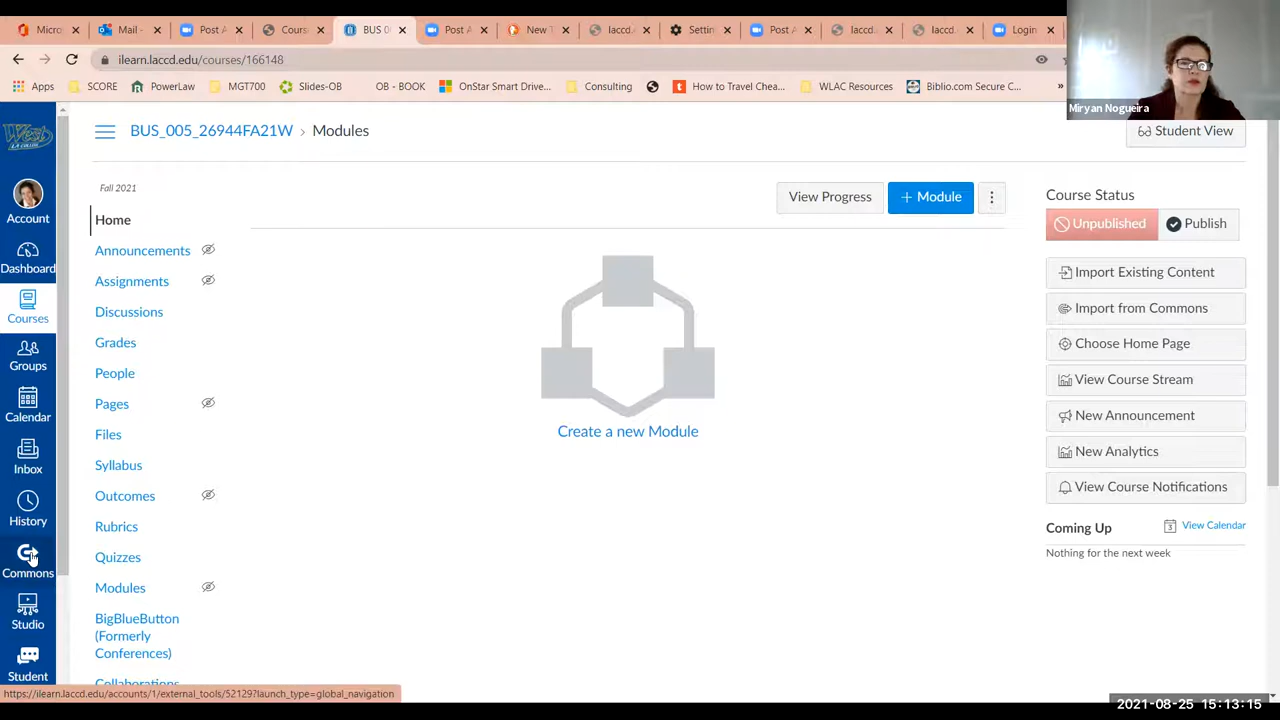 Micro
Mail -
Post A
Cours
BUS 0
Post A
New T
laccd.
Settin
Post A
laccd.
laccd.
Login
ilearn.laccd.edu/courses/166148
Apps
SCORE
PowerLaw
MGT700
Slides-OB
OB - BOOK
OnStar Smart Drive...
Consulting
How to Travel Chea...
WLAC Resources
Biblio.com Secure C...
»
Miryan Nogueira
West
L.A. COLLEGE
Account
Dashboard
Courses
Groups
Calendar
Inbox
History
Commons
Studio
Student
BUS_005_26944FA21W › Modules
Student View
Fall 2021
Home
Announcements
Assignments
Discussions
Grades
People
Pages
Files
Syllabus
Outcomes
Rubrics
Quizzes
Modules
BigBlueButton
(Formerly
Conferences)
Collaborations
View Progress
+ Module
Create a new Module
Course Status
Unpublished
Publish
Import Existing Content
Import from Commons
Choose Home Page
View Course Stream
New Announcement
New Analytics
View Course Notifications
Coming Up
3 View Calendar
Nothing for the next week
https://ilearn.laccd.edu/accounts/1/external_tools/52129?launch_type=global_navigation
2021-08-25 15:13:15